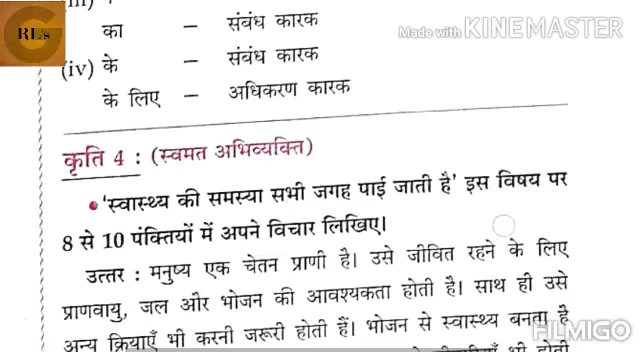 RL's
Made with KINEMASTER
(iii)
का – संबंध कारक
(iv) के – संबंध कारक
के लिए – अधिकरण कारक
कृति 4 : (स्वमत अभिव्यक्ति)
• 'स्वास्थ्य की समस्या सभी जगह पाई जाती है' इस विषय पर
8 से 10 पंक्तियों में अपने विचार लिखिए।
उत्तर : मनुष्य एक चेतन प्राणी है। उसे जीवित रहने के लिए
प्राणवायु, जल और भोजन की आवश्यकता होती है। साथ ही उसे
अन्य क्रियाएँ भी करनी जरूरी होती हैं। भोजन से स्वास्थ्य बनता है
FILMIGO
भी होती